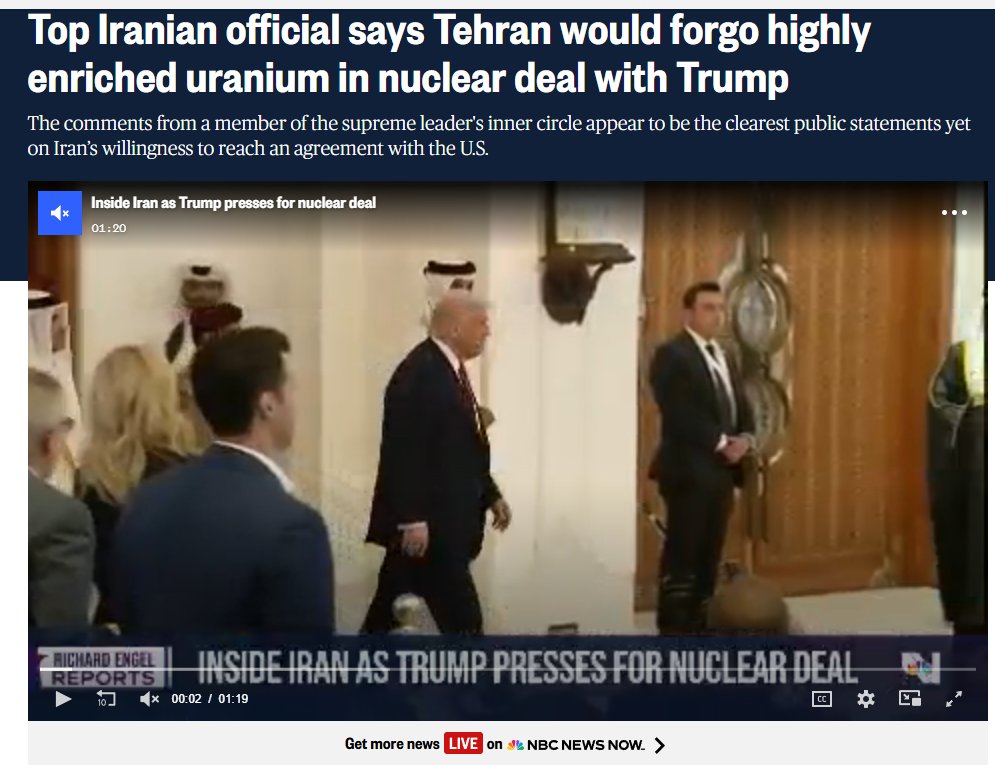 Top Iranian official says Tehran would forgo highly
enriched uranium in nuclear deal with Trump
The comments from a member of the supreme leader's inner circle appear to be the clearest public statements yet
on Iran’s willingness to reach an agreement with the U.S.
Inside Iran as Trump presses for nuclear deal
01:20
RICHARD ENGEL
REPORTS
INSIDE IRAN AS TRUMP PRESSES FOR NUCLEAR DEAL
10
00:02 / 01:19
CC
Get more news LIVE on NBC NEWS NOW.